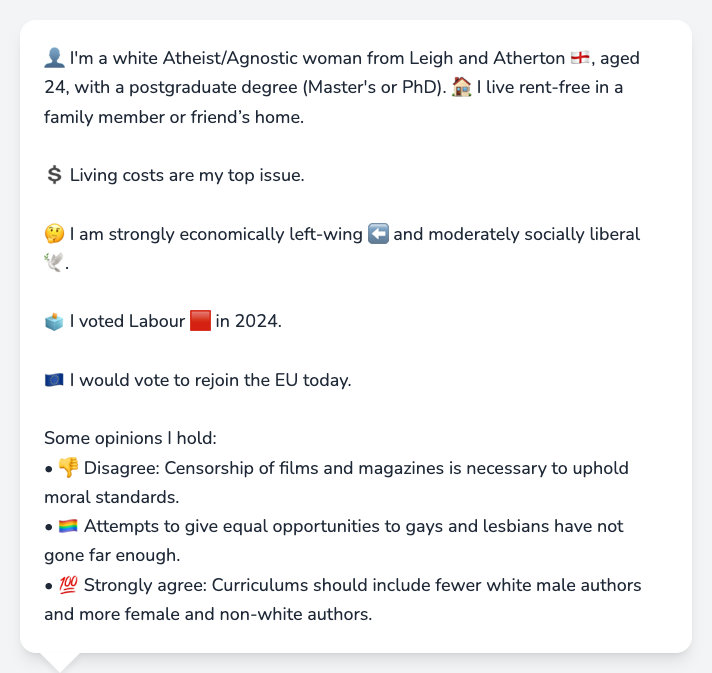 👤 I'm a white Atheist/Agnostic woman from Leigh and Atherton 🏴󠁧󠁢󠁥󠁮󠁧󠁿, aged
24, with a postgraduate degree (Master's or PhD). 🏠 I live rent-free in a
family member or friend’s home.
💲 Living costs are my top issue.
🤔 I am strongly economically left-wing ⬅️ and moderately socially liberal
🕊️.
🗳️ I voted Labour 🟥 in 2024.
🇪🇺 I would vote to rejoin the EU today.
Some opinions I hold:
• 👎 Disagree: Censorship of films and magazines is necessary to uphold
moral standards.
• 🏳️‍🌈 Attempts to give equal opportunities to gays and lesbians have not
gone far enough.
• 💯 Strongly agree: Curriculums should include fewer white male authors
and more female and non-white authors.